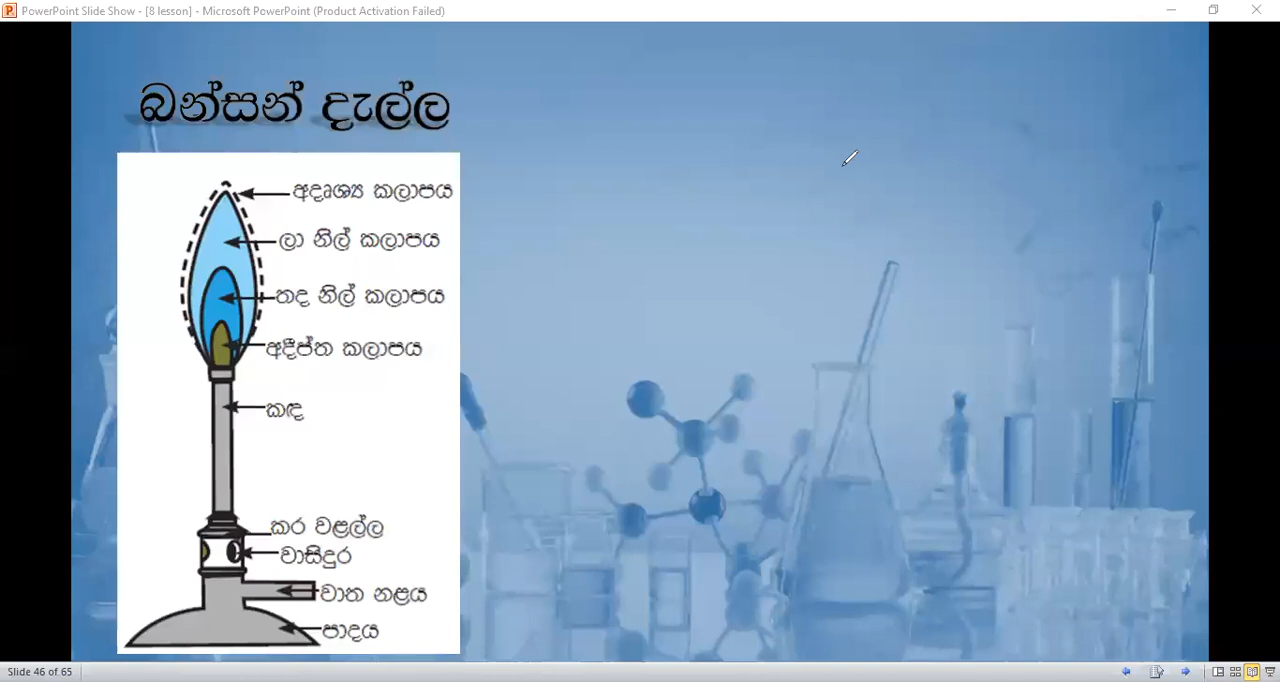 PowerPoint Slide Show - [8 lesson] - Microsoft PowerPoint (Product Activation Failed)
බන්සන් දැල්ල
අදෘශ්‍ය කලාපය
ලා නිල් කලාපය
තද නිල් කලාපය
අදීප්ත කලාපය
කඳ
කර වළල්ල
වාසිදුර
වාත නළය
පාදය
Slide 46 of 65